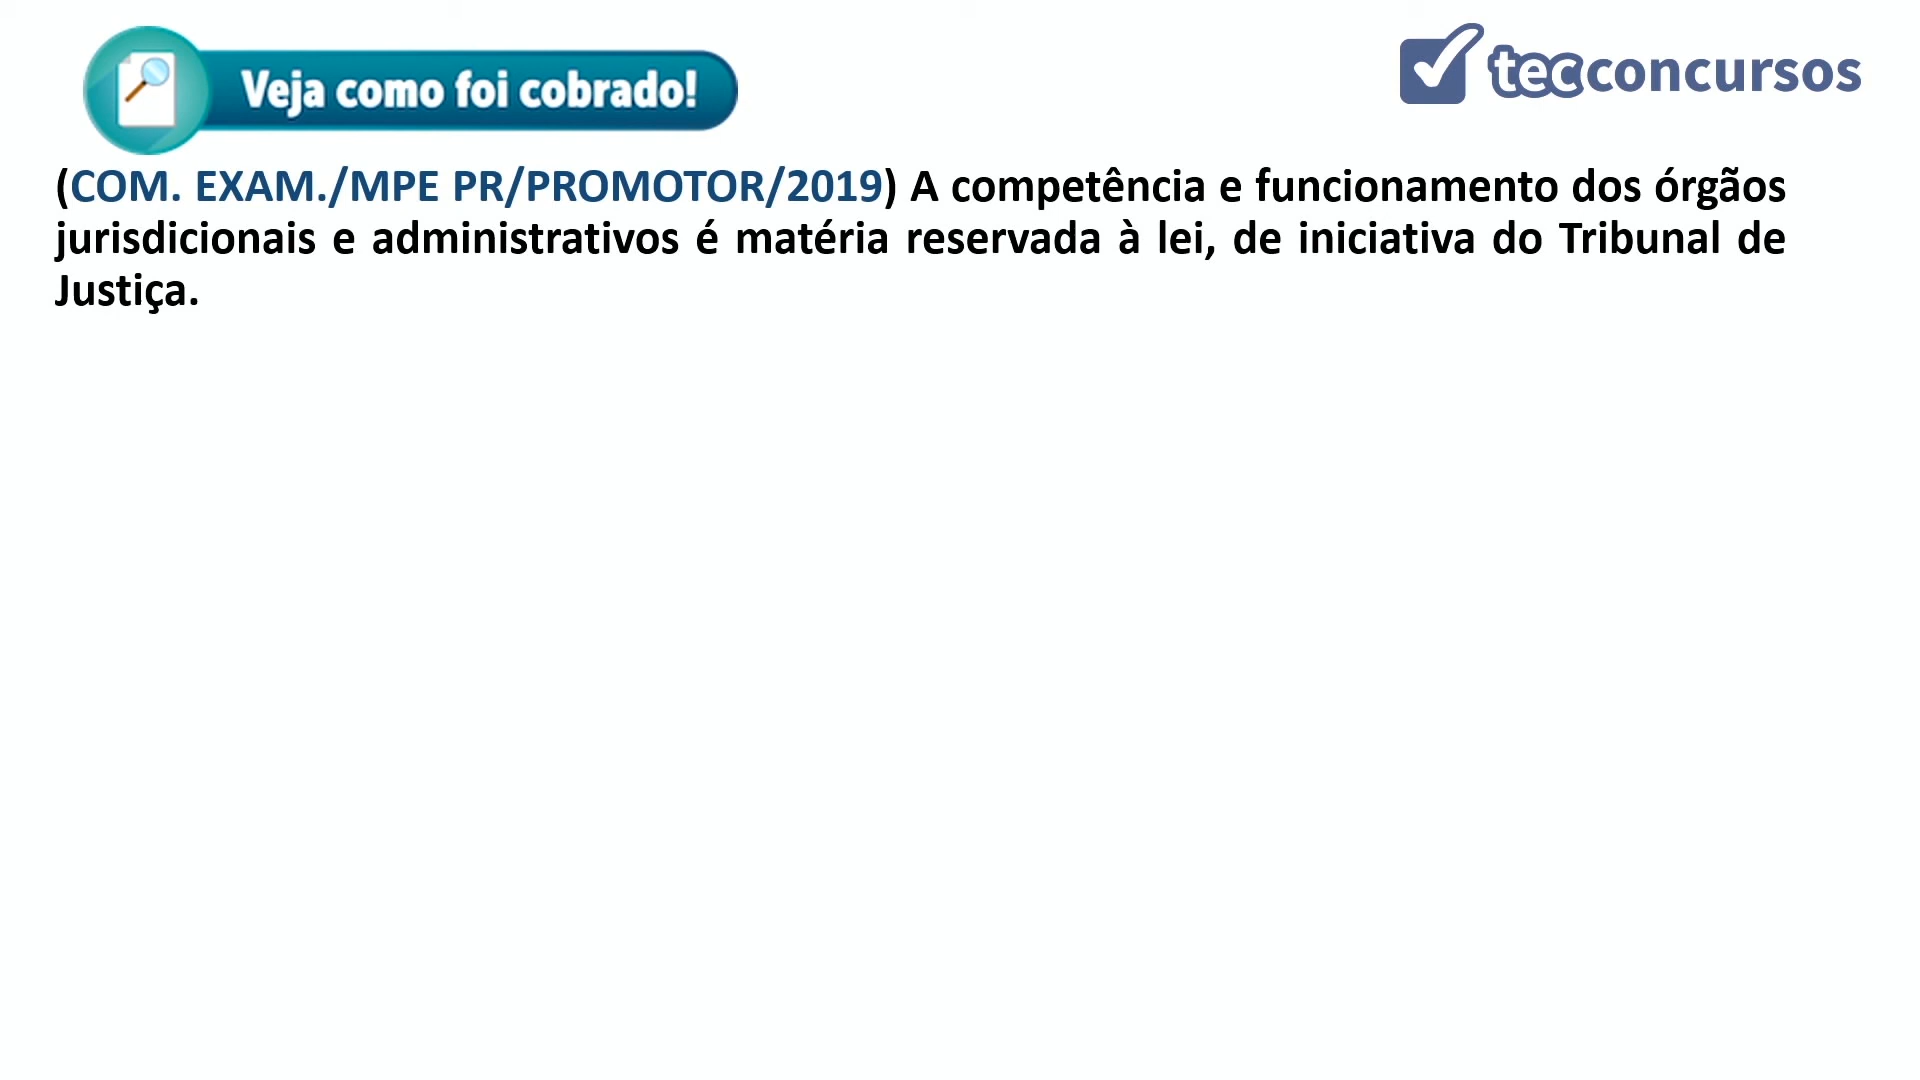 Veja como foi cobrado!
tecconcursos
(COM. EXAM./MPE PR/PROMOTOR/2019) A competência e funcionamento dos órgãos
jurisdicionais e administrativos é matéria reservada à lei, de iniciativa do Tribunal de
Justiça.